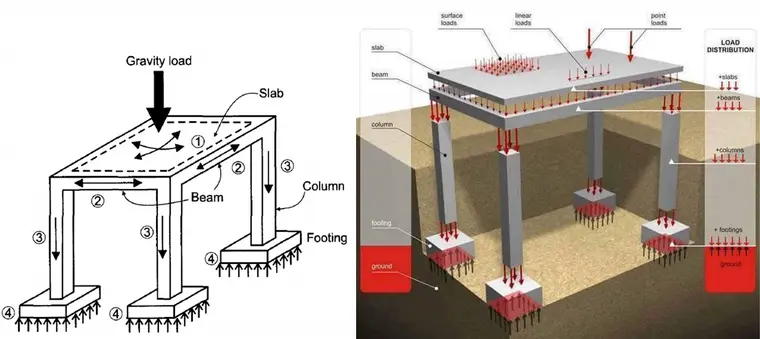 Gravity load
Slab
①
②
Beam
②
③
③
③
Column
Footing
④
④
④
surface
loads
linear
loads
point
loads
slab
beam
column
footing
ground
LOAD
DISTRIBUTION
+slabs
+beams
+columns
+ footings
ground